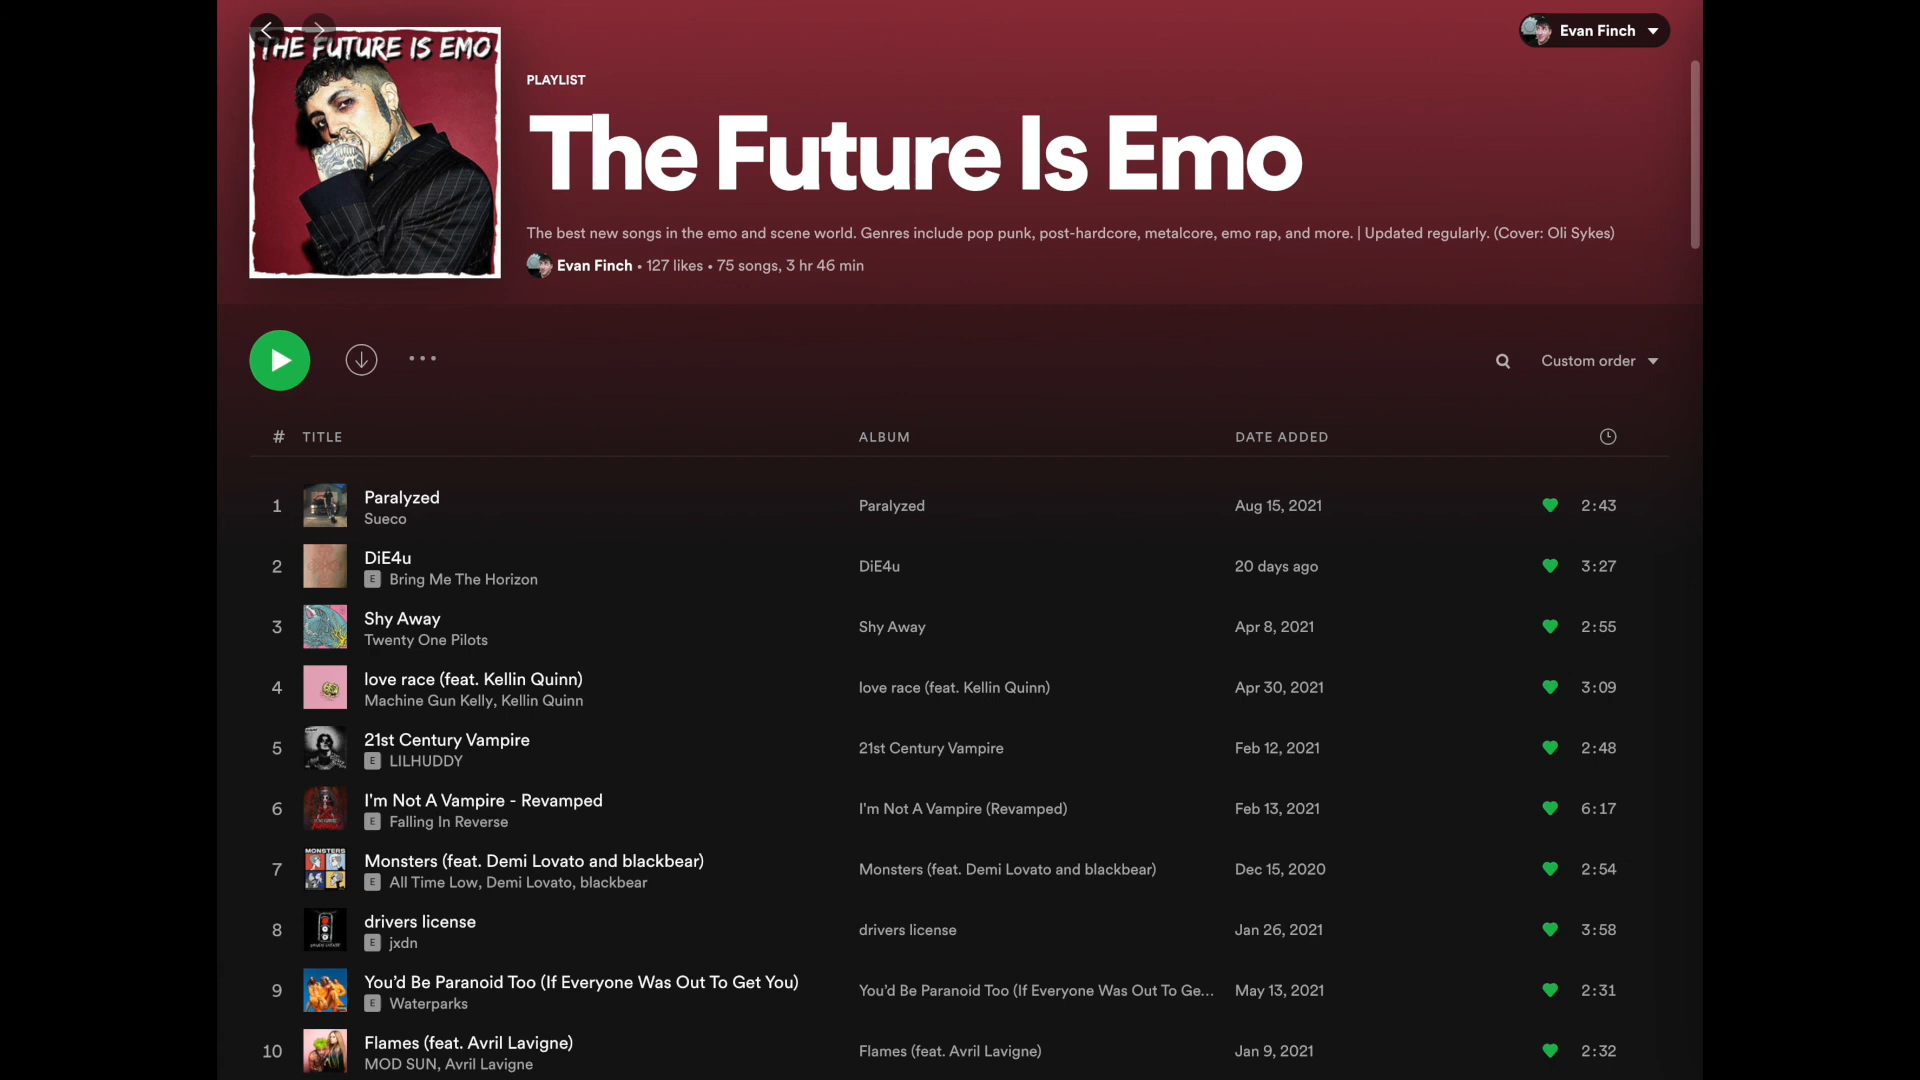 THE FUTURE IS EMO
Evan Finch
PLAYLIST
The Future Is Emo
The best new songs in the emo and scene world. Genres include pop punk, post-hardcore, metalcore, emo rap, and more. | Updated regularly. (Cover: Oli Sykes)
Evan Finch • 127 likes • 75 songs, 3 hr 46 min
Custom order
# TITLE ALBUM DATE ADDED
1 Paralyzed Paralyzed Aug 15, 2021 2:43
Sueco
2 DiE4u DiE4u 20 days ago 3:27
E Bring Me The Horizon
3 Shy Away Shy Away Apr 8, 2021 2:55
Twenty One Pilots
4 love race (feat. Kellin Quinn) love race (feat. Kellin Quinn) Apr 30, 2021 3:09
Machine Gun Kelly, Kellin Quinn
5 21st Century Vampire 21st Century Vampire Feb 12, 2021 2:48
E LILHUDDY
6 I'm Not A Vampire - Revamped I'm Not A Vampire (Revamped) Feb 13, 2021 6:17
E Falling In Reverse
MONSTERS
7 Monsters (feat. Demi Lovato and blackbear) Monsters (feat. Demi Lovato and blackbear) Dec 15, 2020 2:54
E All Time Low, Demi Lovato, blackbear
8 drivers license drivers license Jan 26, 2021 3:58
E jxdn
9 You’d Be Paranoid Too (If Everyone Was Out To Get You) You’d Be Paranoid Too (If Everyone Was Out To Ge... May 13, 2021 2:31
E Waterparks
10 Flames (feat. Avril Lavigne) Flames (feat. Avril Lavigne) Jan 9, 2021 2:32
MOD SUN, Avril Lavigne